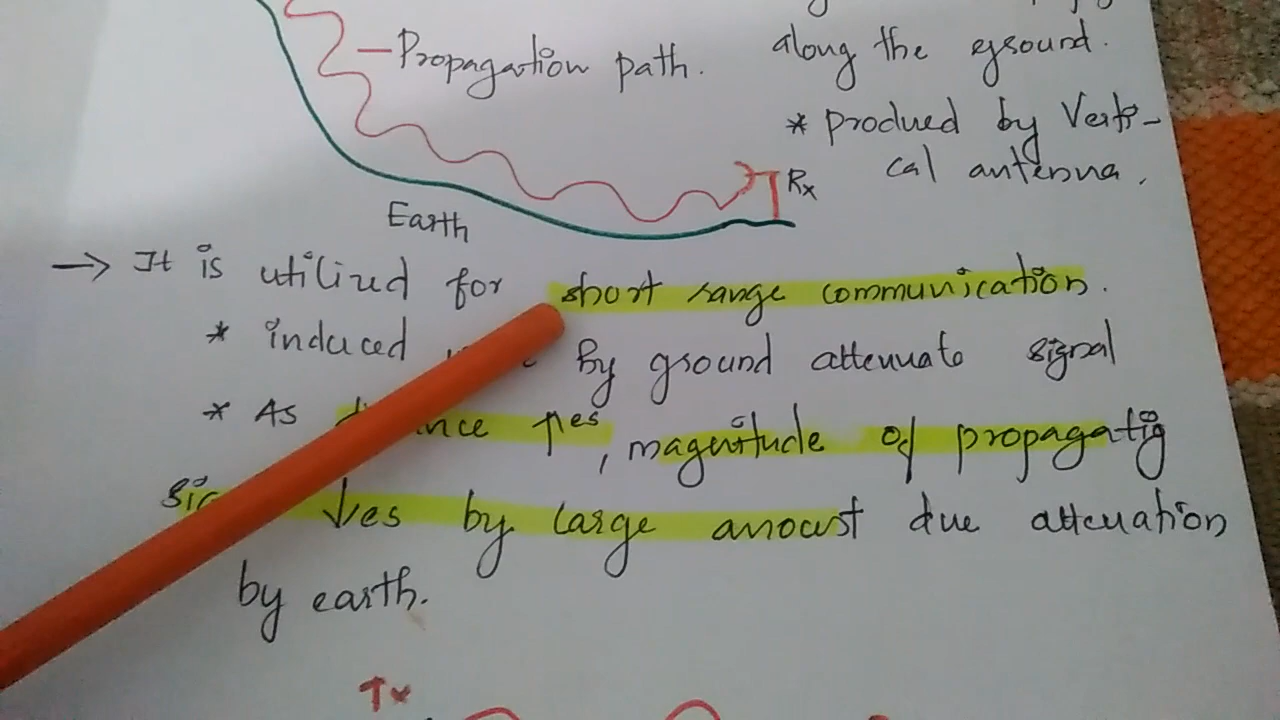 along the ground.
—Propagation path.
* produed by Verti-
cal antenna.
Rx
Earth
→ It is utilized for short range communication.
* induced by ground attenuate signal
* As ↑es, magnitude of propagatig
↓es by large amount due attenuation
by earth.
Tx